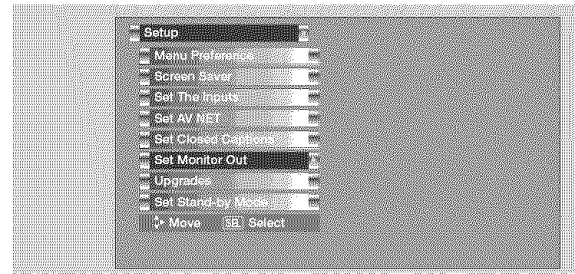 Setup
Menu Preference
Screen Saver
Set The Inputs
Set AV NET
Set Closed Captions
Set Monitor Out
Upgrades
Set Stand-by Mode
Move SEL Select